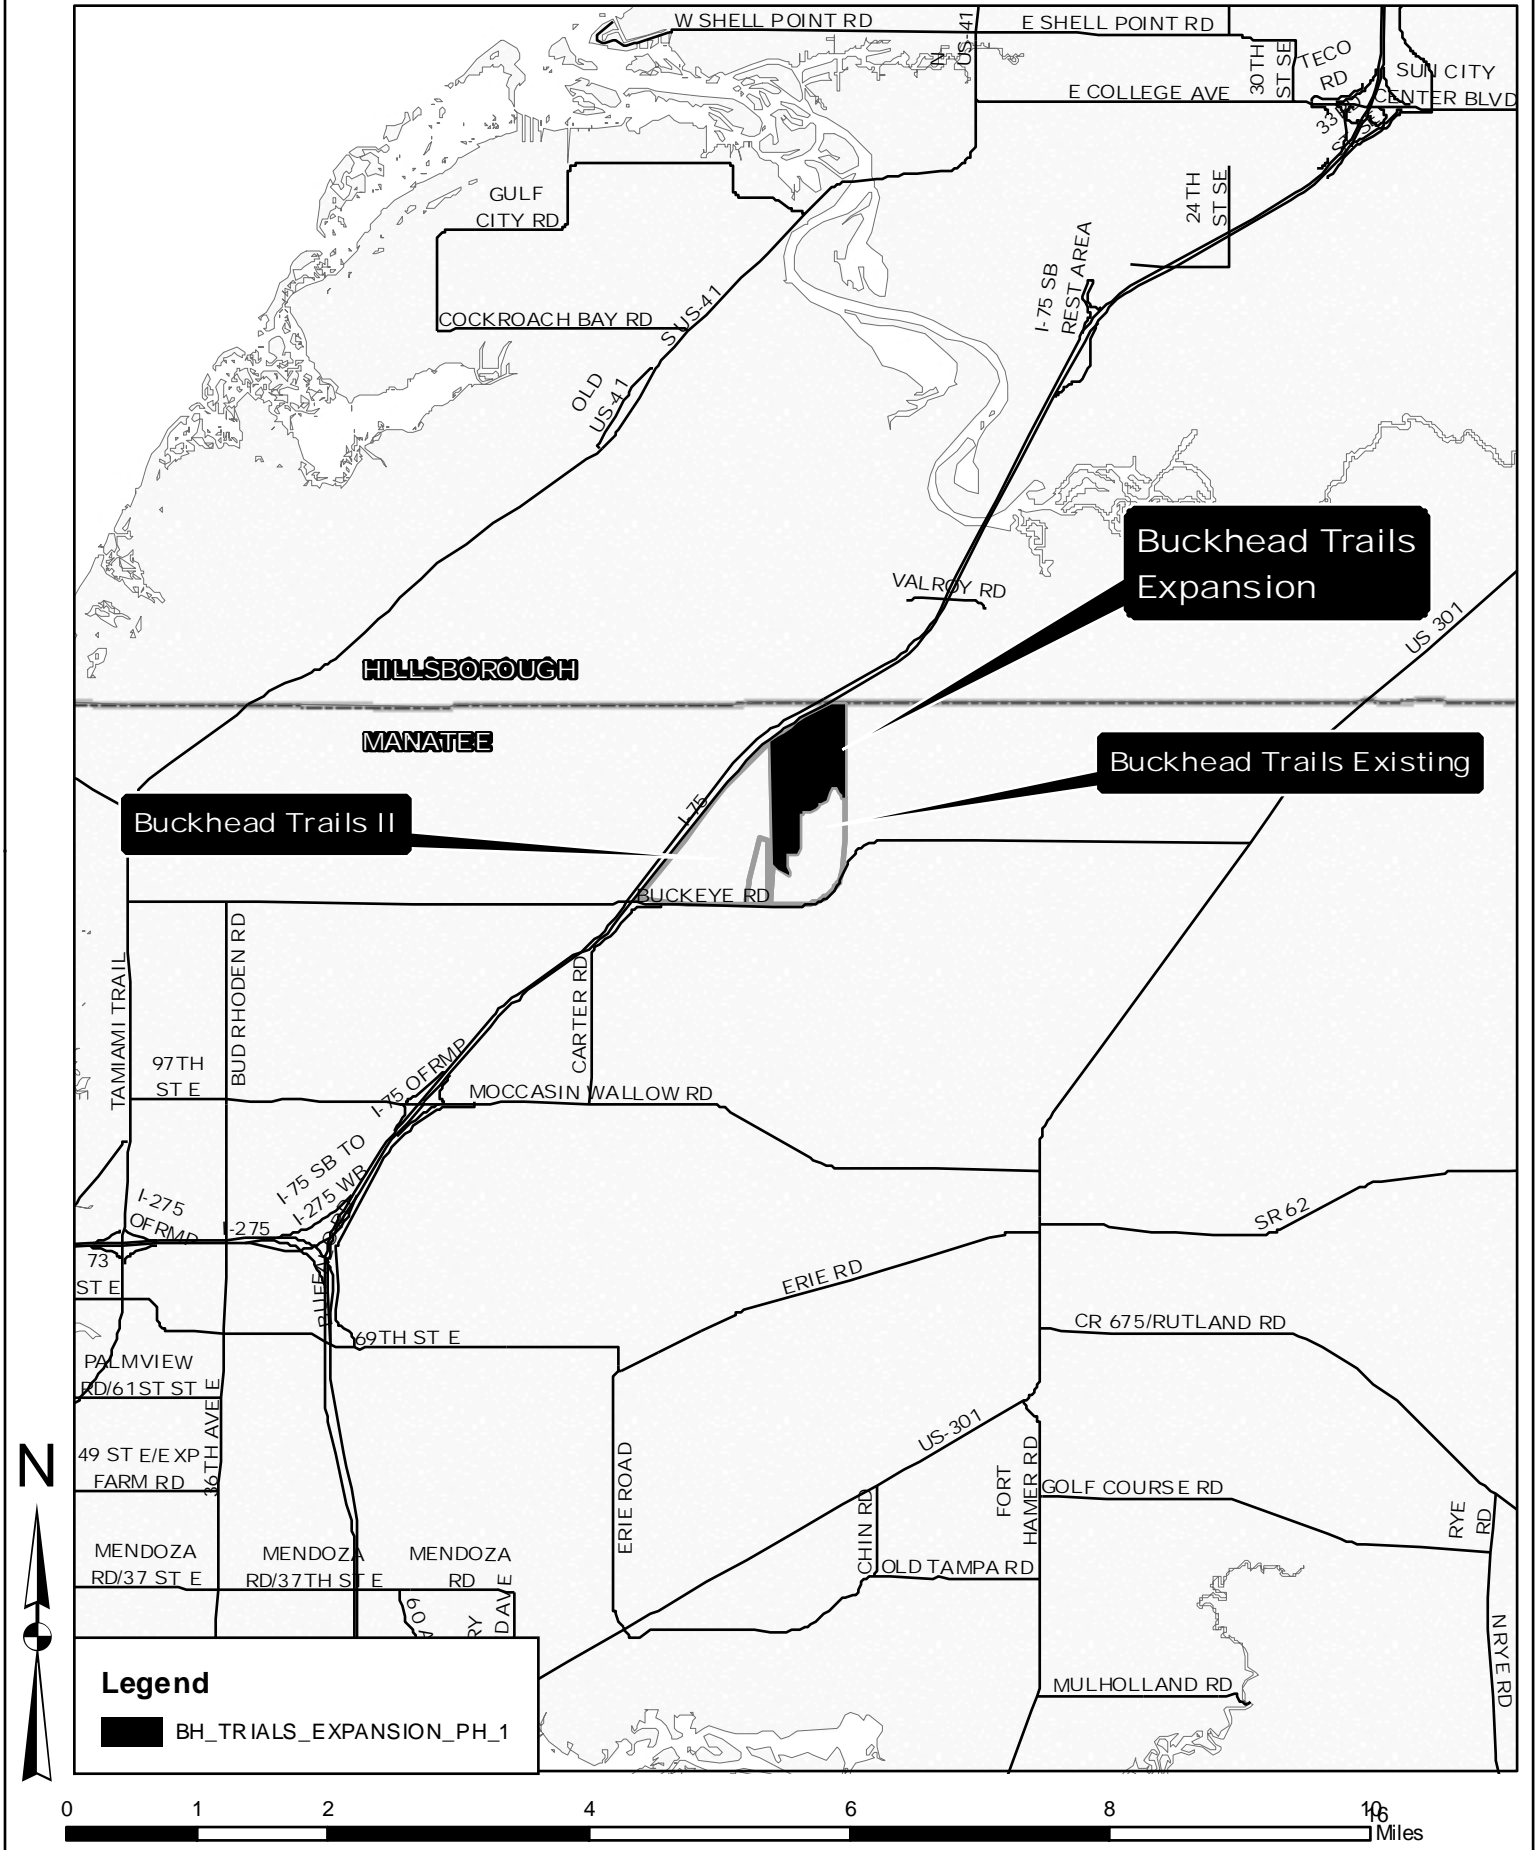 W SHELL POINT RD
E SHELL POINT RD
N
US-41
30TH
ST SE
TECO
RD
SUN CITY
CENTER BLVD
E COLLEGE AVE
ST SE
GULF
CITY RD
24TH
ST SE
I-75 SB
REST AREA
COCKROACH BAY RD
S US-41
OLD
US-41
Buckhead Trails
Expansion
VALROY RD
US 301
HILLSBOROUGH
MANATEE
Buckhead Trails Existing
I-75
Buckhead Trails II
BUCKEYE RD
TAMIAMI TRAIL
BUD RHODEN RD
CARTER RD
97TH
ST E
I-75 OFRMP
MOCCASIN WALLOW RD
I-75 SB TO
I-275 WB
I-275
OFRMP
I-275
SR 62
73
ST E
ERIE RD
CR 675/RUTLAND RD
69TH ST E
PALMVIEW
RD/61ST ST E
36TH AVE E
US-301
49 ST E/EXP
FARM RD
N
ERIE ROAD
CHIN RD
FORT
HAMER RD
GOLF COURSE RD
RYE
RD
MENDOZA
RD/37 ST E
MENDOZA
RD/37TH ST E
MENDOZA
RD
OLD TAMPA RD
60
RY
D AVE
N RYE RD
MULHOLLAND RD
Legend
BH_TRIALS_EXPANSION_PH_1
0 1 2 4 6 8 10
16
Miles